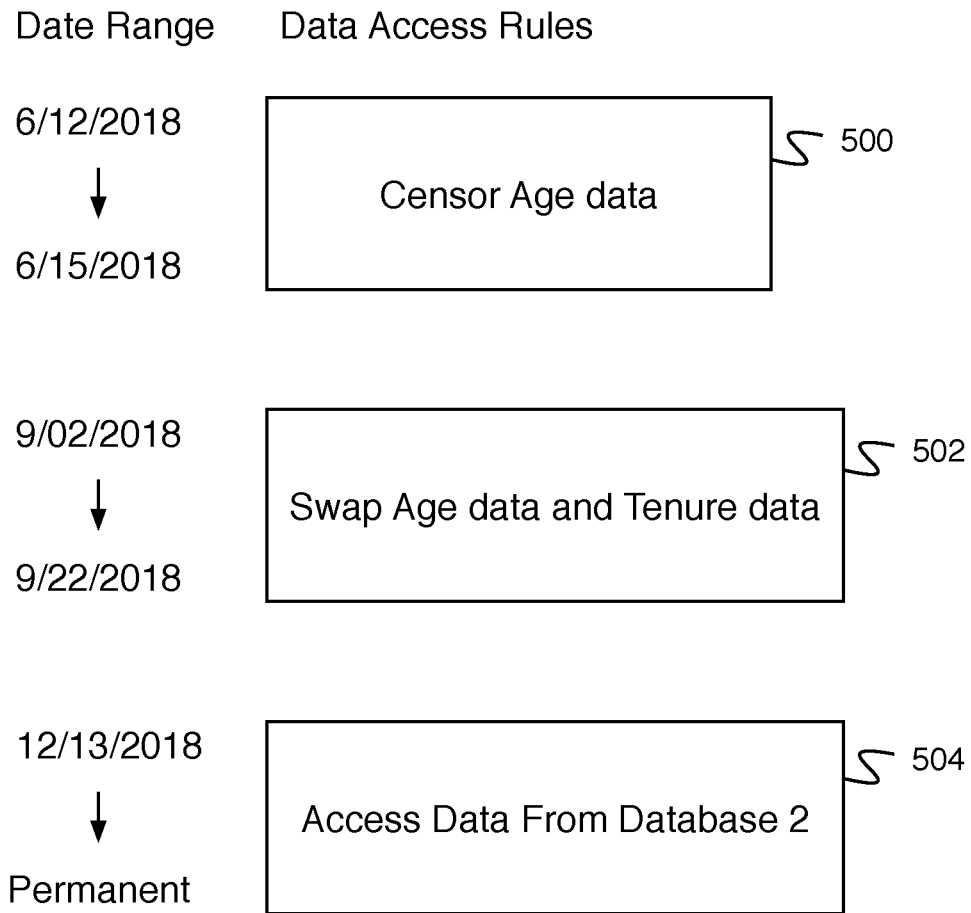 Date Range Data Access Rules
6/12/2018
500
Censor Age data
6/15/2018
9/02/2018
502
Swap Age data and Tenure data
9/22/2018
12/13/2018
504
Access Data From Database 2
Permanent